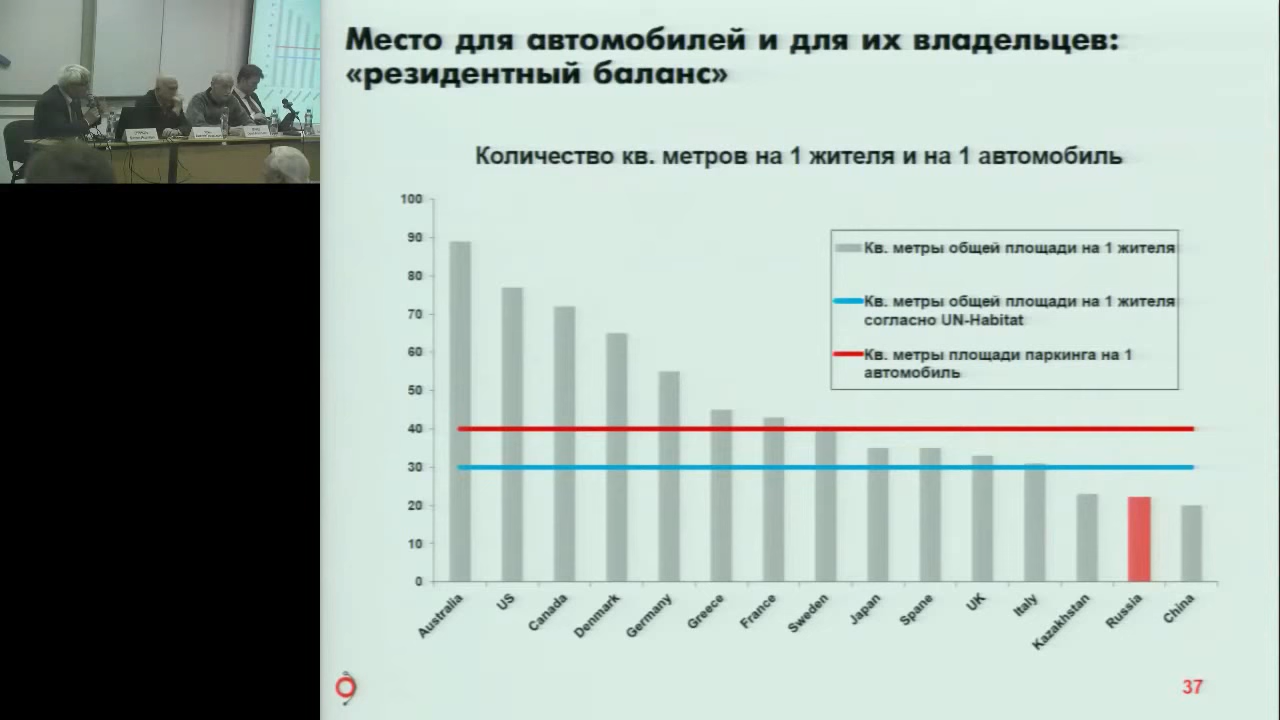 Место для автомобилей и для их владельцев:
«резидентный баланс»
Количество кв. метров на 1 жителя и на 1 автомобиль
100
90
80
70
60
50
40
30
20
10
0
Кв. метры общей площади на 1 жителя
Кв. метры общей площади на 1 жителя
согласно UN-Habitat
Кв. метры площади паркинга на 1
автомобиль
Australia
US
Canada
Denmark
Germany
Greece
France
Sweden
Japan
Spane
UK
Italy
Kazakhstan
Russia
China
37